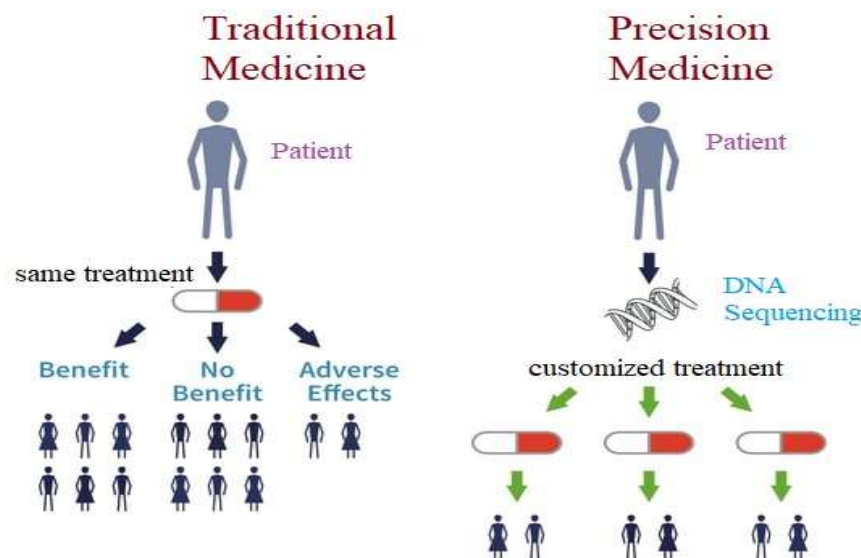 Traditional
Medicine
Patient
same treatment
Benefit
No
Benefit
Adverse
Effects
Precision
Medicine
Patient
DNA
Sequencing
customized treatment